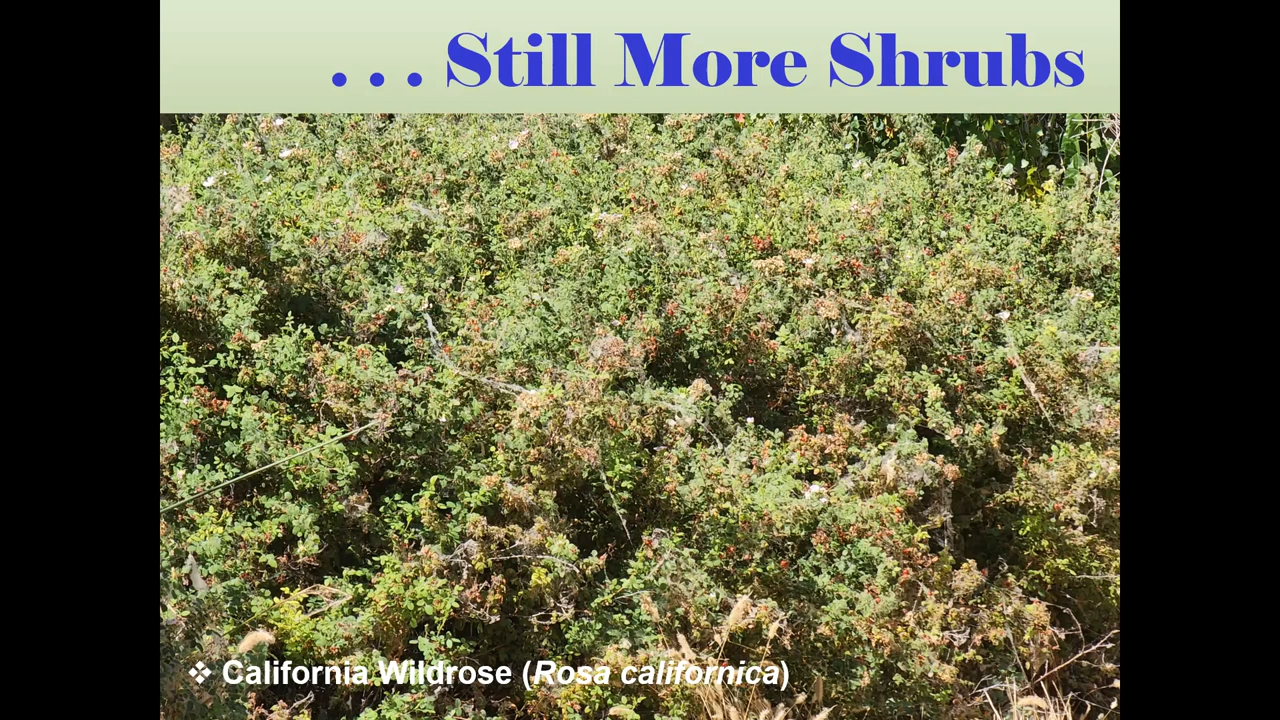 . . . Still More Shrubs
❖ California Wildrose (Rosa californica)